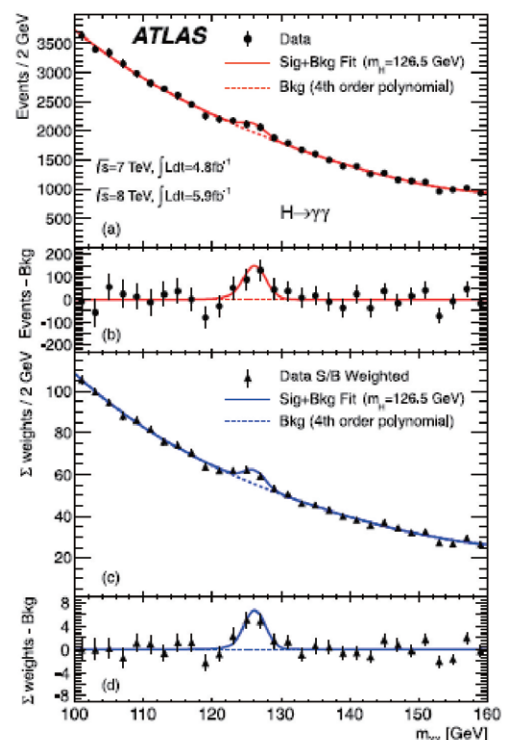 ATLAS
Data
Sig+Bkg Fit (mH=126.5 GeV)
Bkg (4th order polynomial)
Events / 2 GeV
3500
3000
2500
2000
1500
1000
500
√s=7 TeV, ∫Ldt=4.8fb⁻¹
√s=8 TeV, ∫Ldt=5.9fb⁻¹
H→γγ
(a)
Events - Bkg
200
100
0
-100
-200
(b)
Data S/B Weighted
Sig+Bkg Fit (mH=126.5 GeV)
Bkg (4th order polynomial)
Σ weights / 2 GeV
100
80
60
40
20
(c)
Σ weights - Bkg
8
4
0
-4
-8
(d)
100 110 120 130 140 150 160
mγγ [GeV]